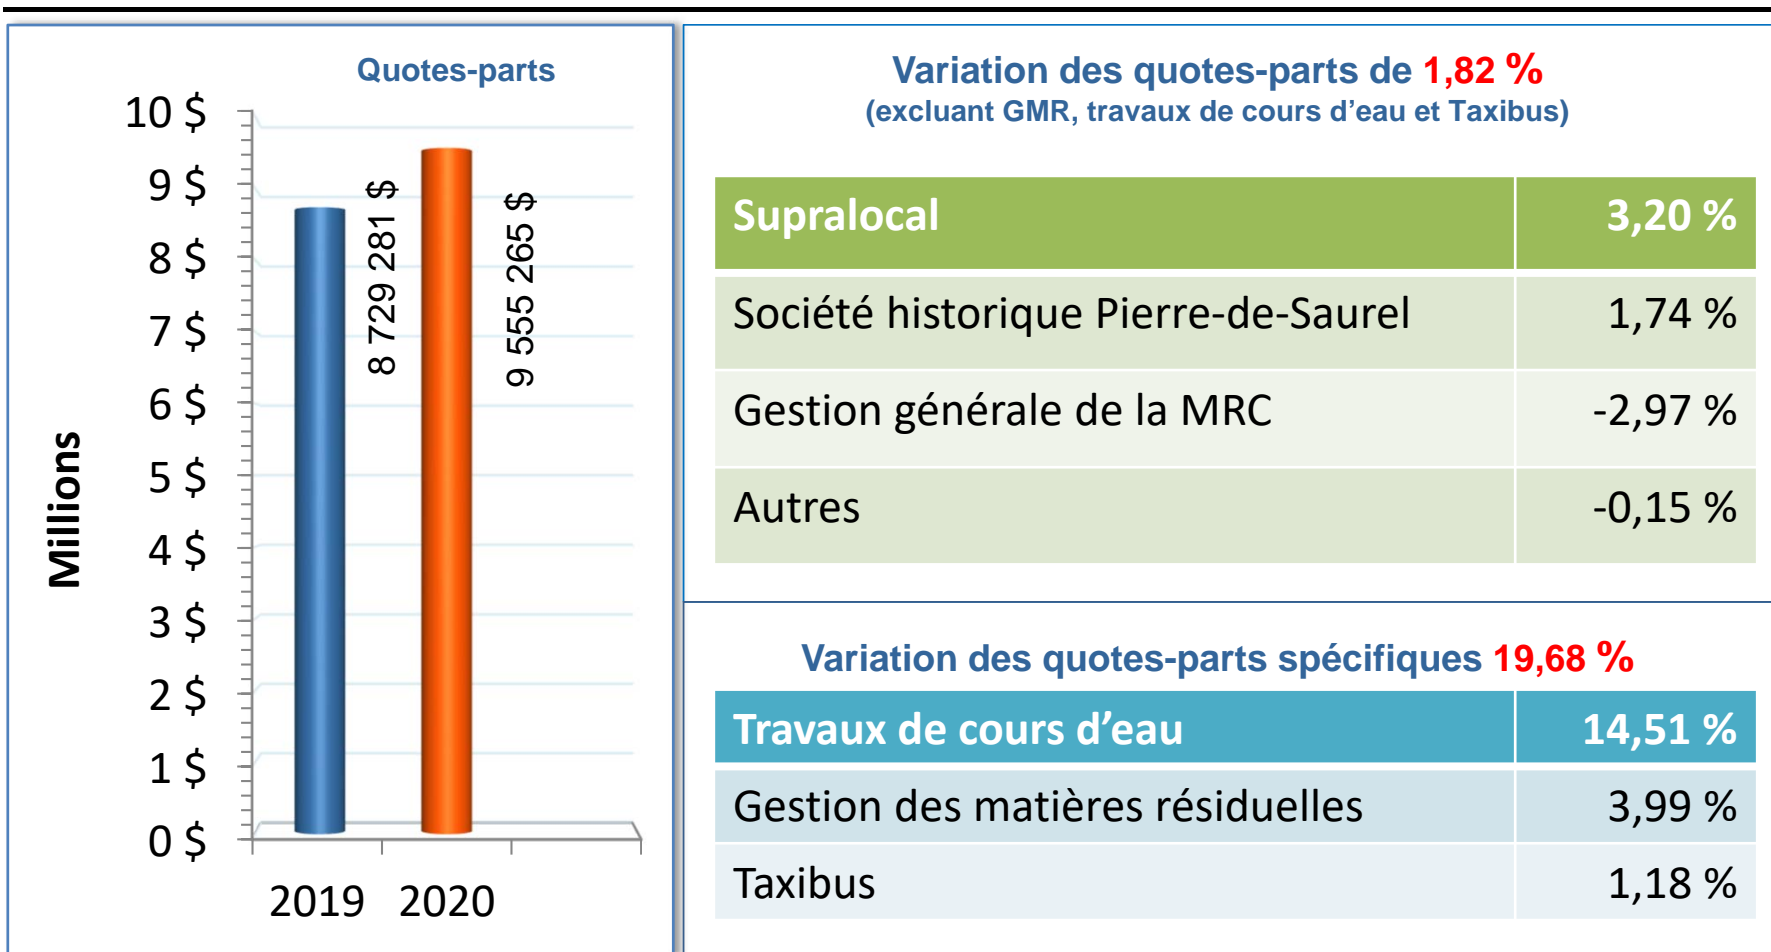 Quotes-parts
10 $
9 $
8 $
7 $
6 $
5 $
4 $
3 $
2 $
1 $
0 $
Millions
8 729 281 $
9 555 265 $
2019 2020
Variation des quotes-parts de 1,82 %
(excluant GMR, travaux de cours d’eau et Taxibus)
Supralocal 3,20 %
Société historique Pierre-de-Saurel 1,74 %
Gestion générale de la MRC -2,97 %
Autres -0,15 %
Variation des quotes-parts spécifiques 19,68 %
Travaux de cours d’eau 14,51 %
Gestion des matières résiduelles 3,99 %
Taxibus 1,18 %